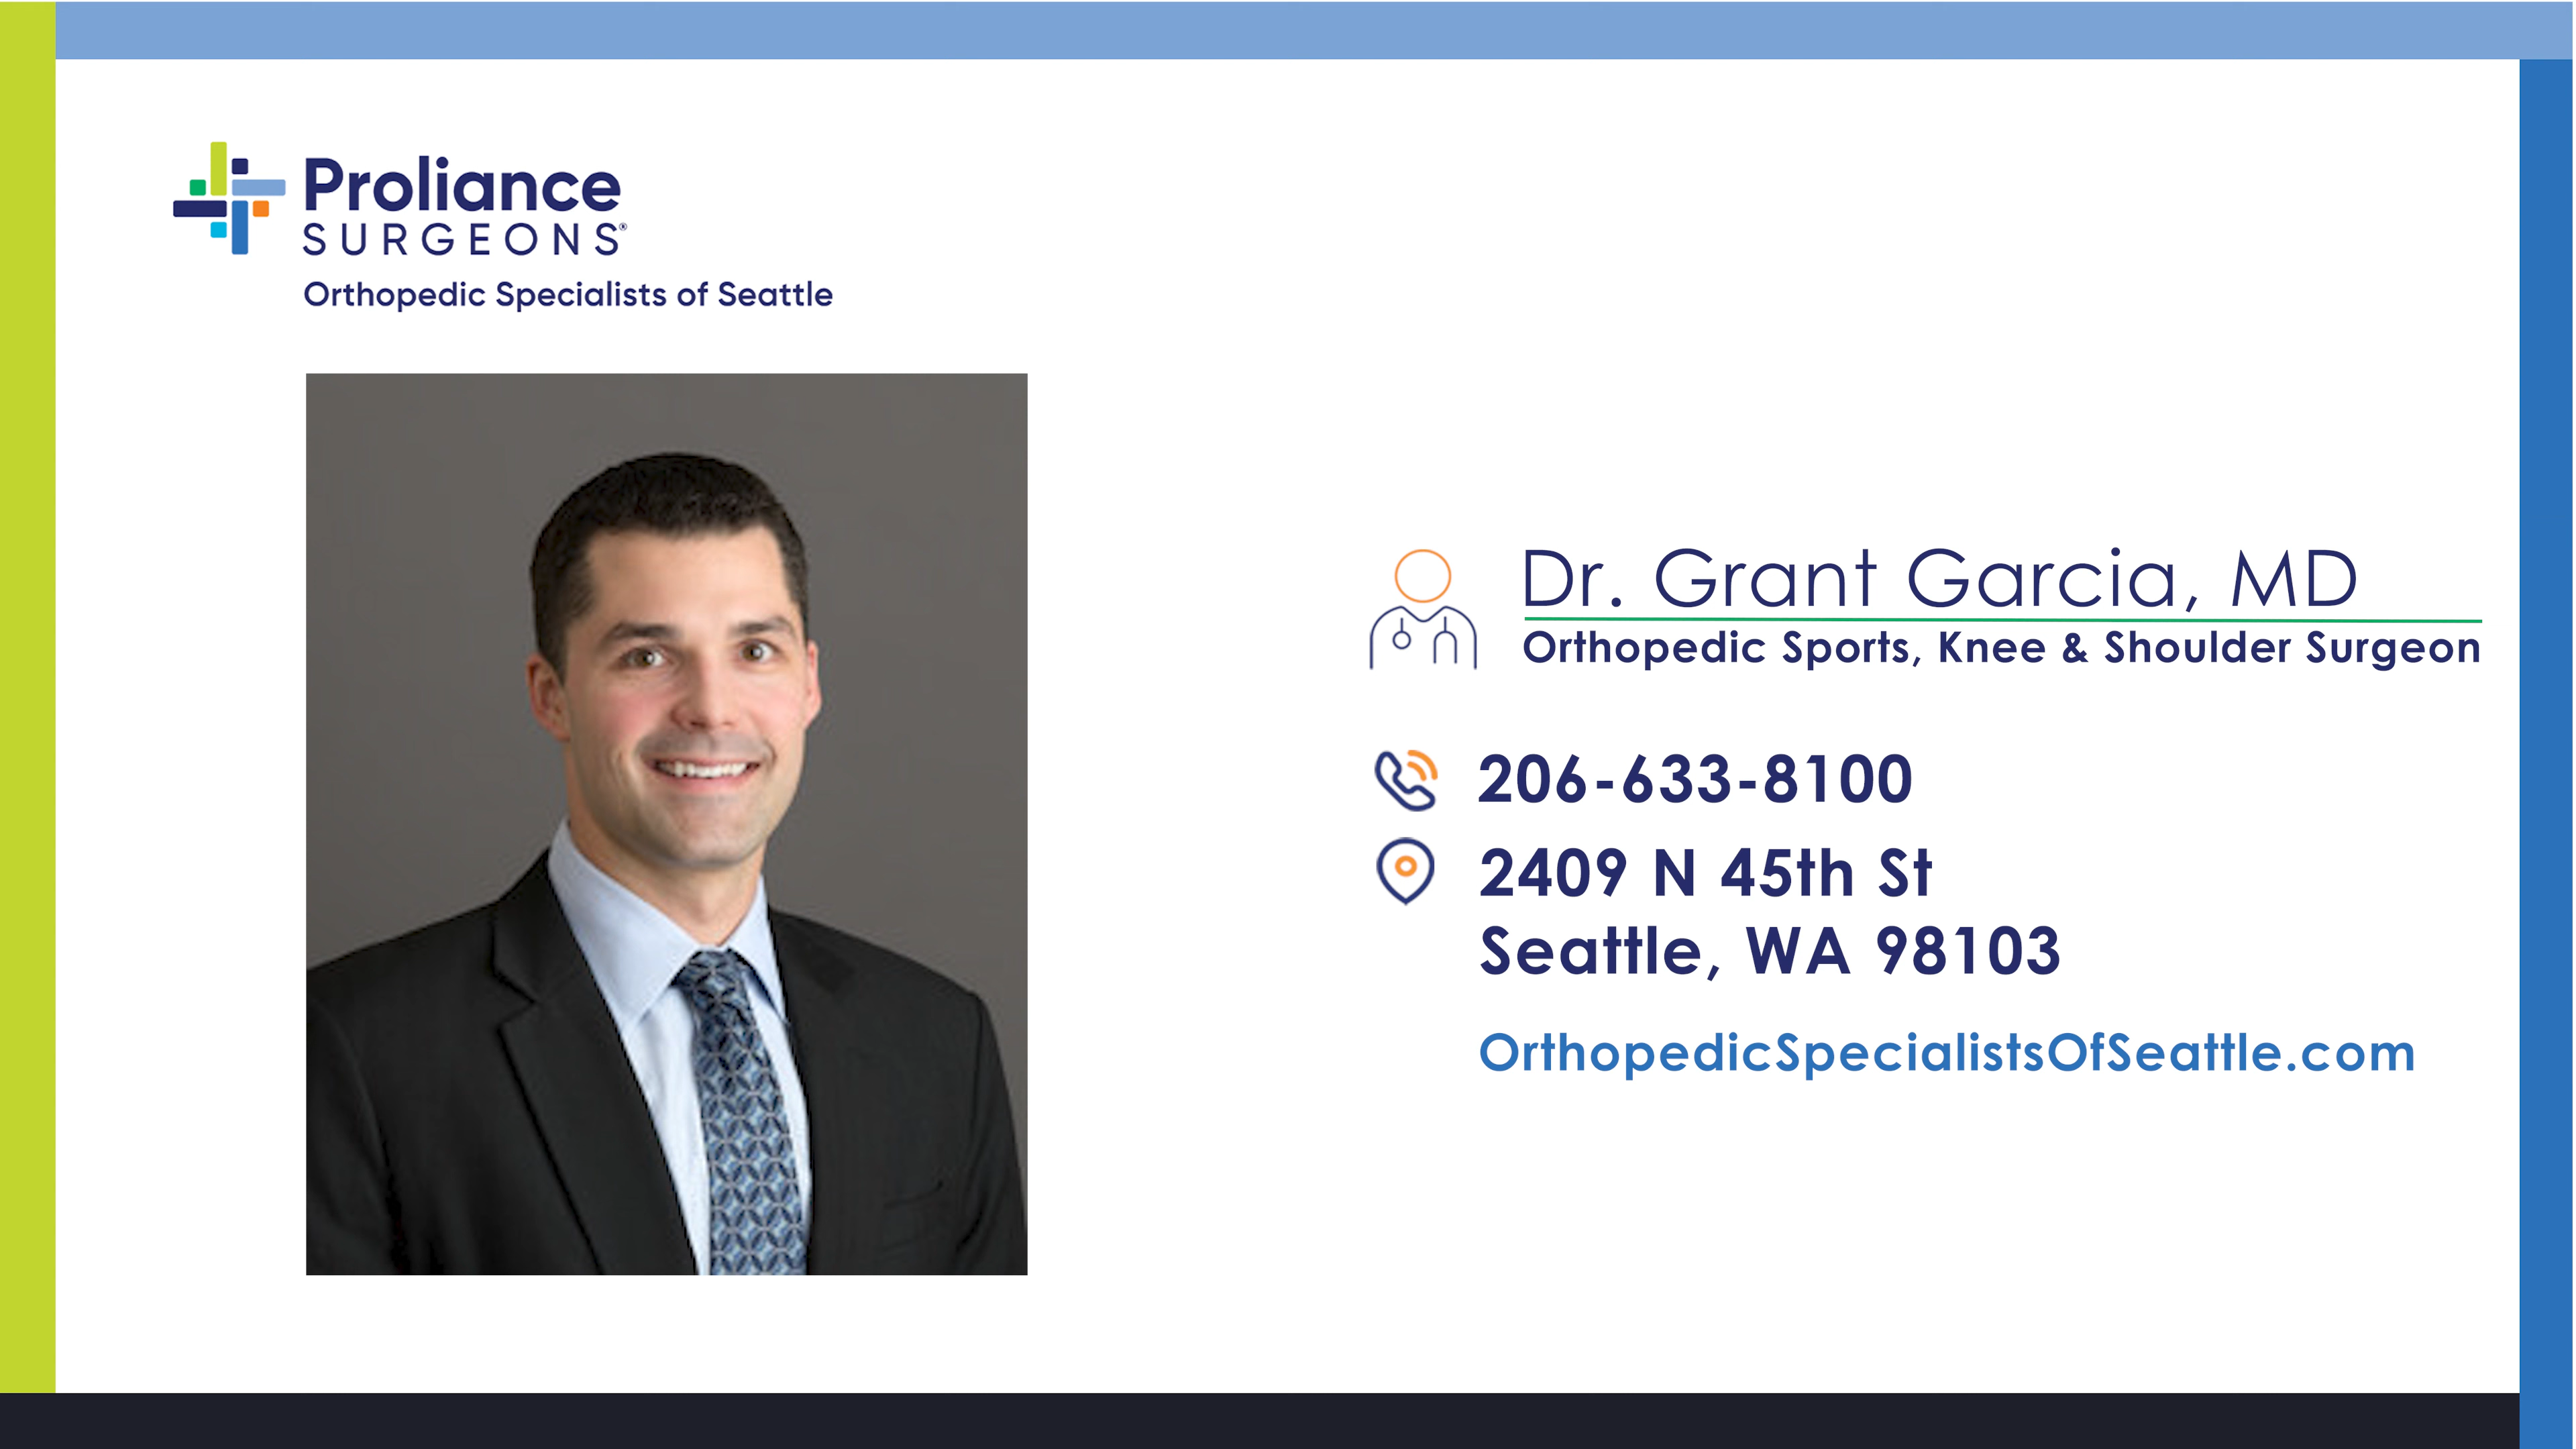 Proliance
SURGEONS®
Orthopedic Specialists of Seattle
Dr. Grant Garcia, MD
Orthopedic Sports, Knee & Shoulder Surgeon
206-633-8100
2409 N 45th St
Seattle, WA 98103
OrthopedicSpecialistsOfSeattle.com